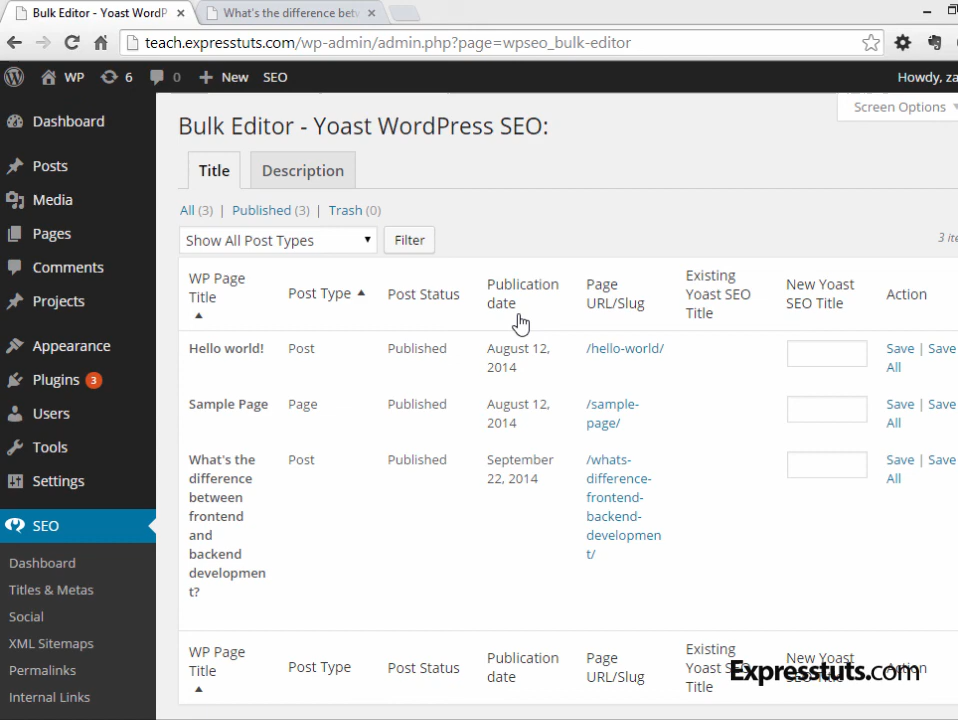 Bulk Editor - Yoast WordP
What's the difference bet
teach.expresstuts.com/wp-admin/admin.php?page=wpseo_bulk-editor
WP 6 0 New SEO Howdy, za
Screen Options
Dashboard
Posts
Media
Pages
Comments
Projects
Appearance
Plugins 3
Users
Tools
Settings
SEO
Dashboard
Titles & Metas
Social
XML Sitemaps
Permalinks
Internal Links
Bulk Editor - Yoast WordPress SEO:
Title Description
All (3) | Published (3) | Trash (0)
Show All Post Types Filter
3 ite
WP Page
Title
Post Type
Post Status
Publication
date
Page
URL/Slug
Existing
Yoast SEO
Title
New Yoast
SEO Title
Action
Hello world!
Post
Published
August 12,
2014
/hello-world/
Save | Save
All
Sample Page
Page
Published
August 12,
2014
/sample-
page/
Save | Save
All
What's the
difference
between
frontend
and
backend
developmen
t?
Post
Published
September
22, 2014
/whats-
difference-
frontend-
backend-
developmen
t/
Save | Save
All
WP Page
Title
Post Type
Post Status
Publication
date
Page
URL/Slug
Existing
Yoast SEO
Title
New Yoast
SEO Title
Action
Expresstuts.com